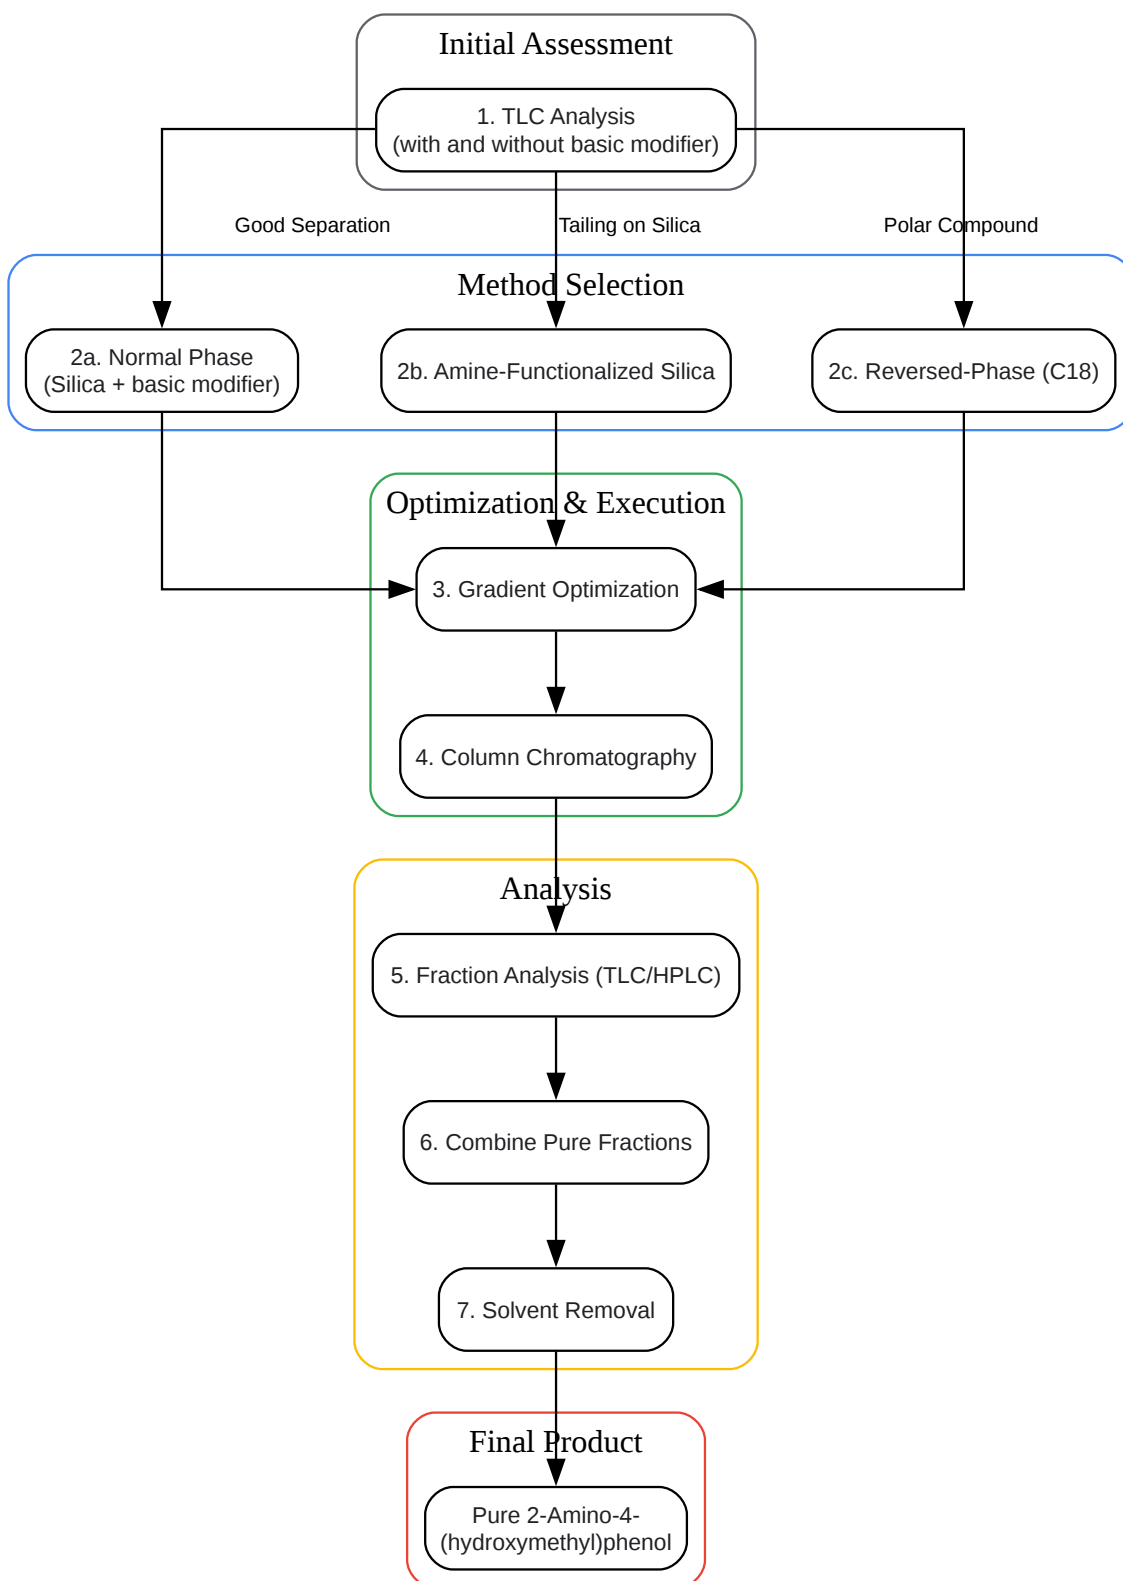 Initial Assessment
1. TLC Analysis
(with and without basic modifier)
Good Separation
Tailing on Silica
Polar Compound
Method Selection
2a. Normal Phase
(Silica + basic modifier)
2b. Amine-Functionalized Silica
2c. Reversed-Phase (C18)
Optimization & Execution
3. Gradient Optimization
4. Column Chromatography
Analysis
5. Fraction Analysis (TLC/HPLC)
6. Combine Pure Fractions
7. Solvent Removal
Final Product
Pure 2-Amino-4-
(hydroxymethyl)phenol